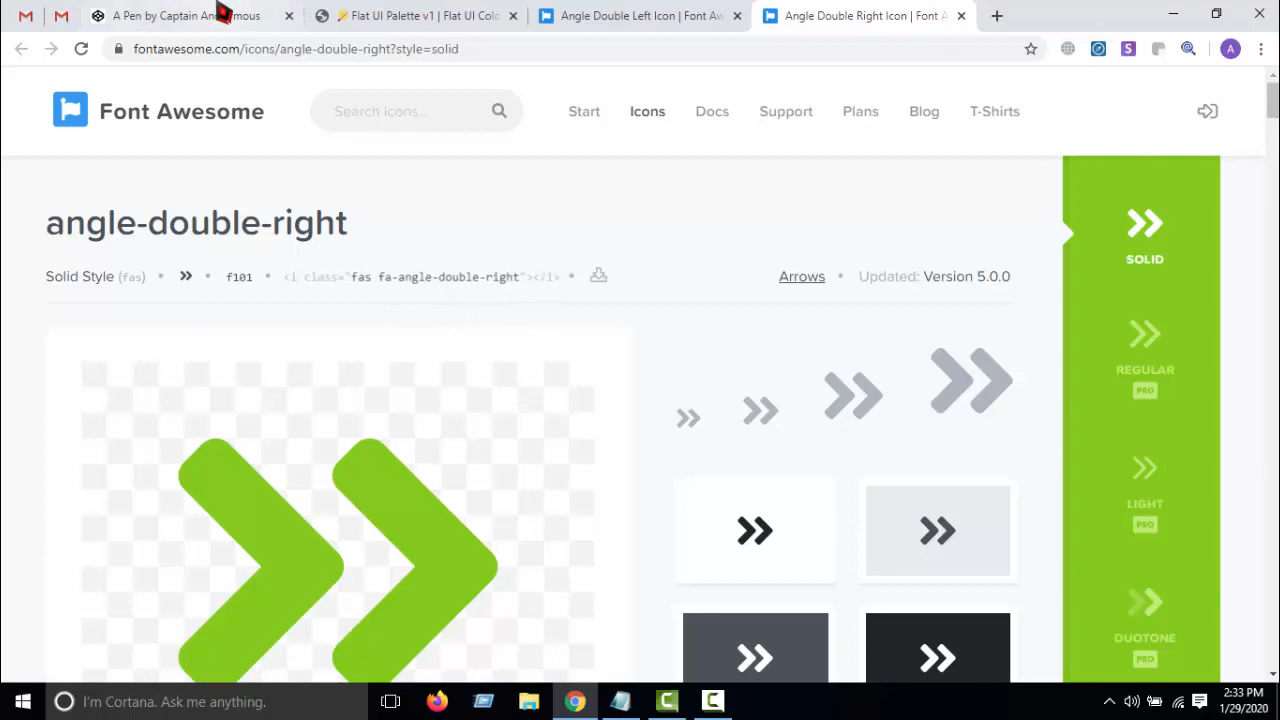 A Pen by Captain Anonymous
Flat UI Palette v1 | Flat UI Colo
Angle Double Left Icon | Font Aw
Angle Double Right Icon | Font A
fontawesome.com/icons/angle-double-right?style=solid
S
A
Font Awesome
Search icons...
Start
Icons
Docs
Support
Plans
Blog
T-Shirts
angle-double-right
Solid Style (fas)
f101
<i class="fas fa-angle-double-right"></i>
Arrows
Updated: Version 5.0.0
SOLID
REGULAR
PRO
LIGHT
PRO
DUOTONE
PRO
I'm Cortana. Ask me anything.
2:33 PM
1/29/2020